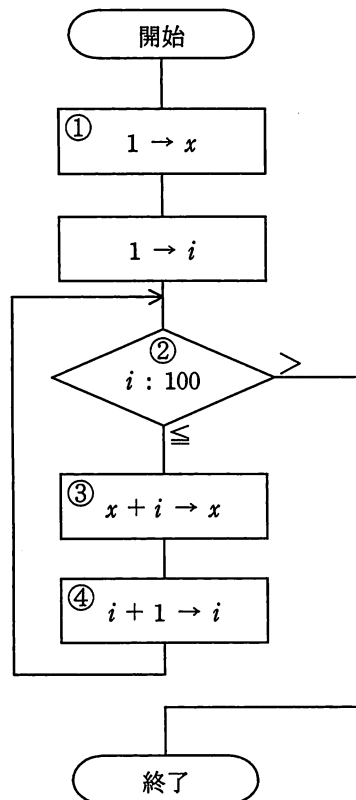 開始
① 1 → x
1 → i
② i : 100
>
≦
③ x + i → x
④ i + 1 → i
終了